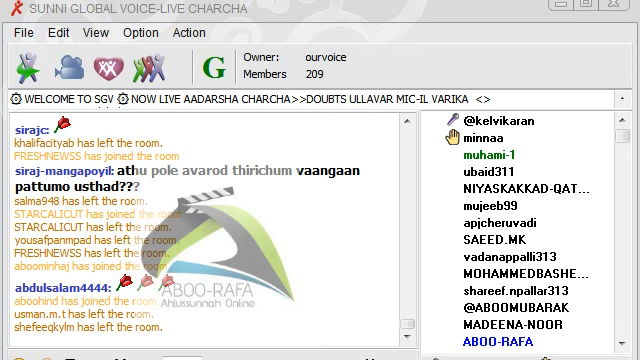 SUNNI GLOBAL VOICE-LIVE CHARCHA
File Edit View Option Action
Owner: ourvoice
G
Members 209
WELCOME TO SGV NOW LIVE AADARSHA CHARCHA>>DOUBTS ULLAVAR MIC-IL VARIKA <>
sirajc:
khalifacityab has left the room.
FRESHNEWSS has joined the room
siraj-mangapoyil: athu pole avarod thirichum vaangaan
pattumo usthad???
salma948 has left the room.
STARCALICUT has joined the room
STARCALICUT has left the room.
yousafpanmpad has left the room.
FRESHNEWSS has left the room.
aboominhaj has joined the room
abdulsalam4444:
aboohind has joined the room
usman.m.t has left the room.
shefeeqkylm has left the room.
ABOO-RAFA
Ahlussunnah Online
@kelvikaran
minnaa
muhami-1
ubaid311
NIYASKAKKAD-QAT...
mujeeb99
apjcheruvadi
SAEED.MK
vadanappalli313
MOHAMMEDBASHE...
shareef.npallar313
@ABOOMUBARAK
MADEENA-NOOR
ABOO-RAFA